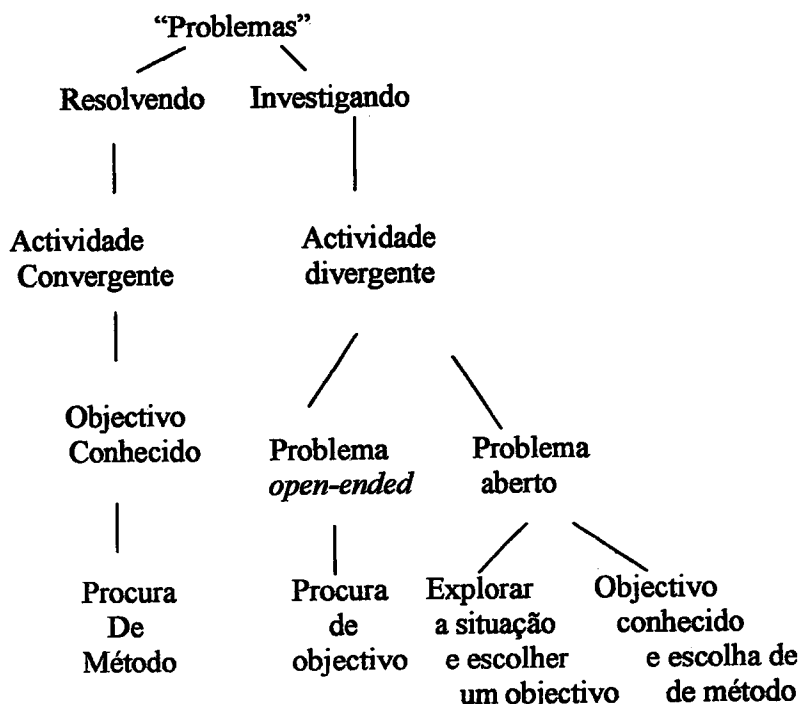 “Problemas”
Resolvendo Investigando
Actividade
Convergente
Actividade
divergente
Objectivo
Conhecido
Problema
open-ended
Problema
aberto
Procura
De
Método
Procura
de
objectivo
Explorar
a situação
e escolher
um objectivo
Objectivo
conhecido
e escolha de
de método